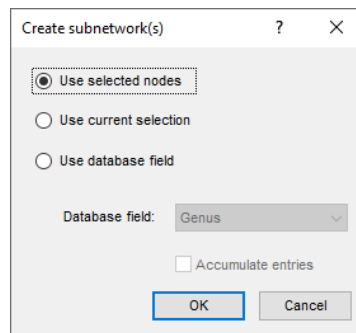 Create subnetwork(s) ?
Use selected nodes
Use current selection
Use database field
Database field: Genus
Accumulate entries
OK Cancel